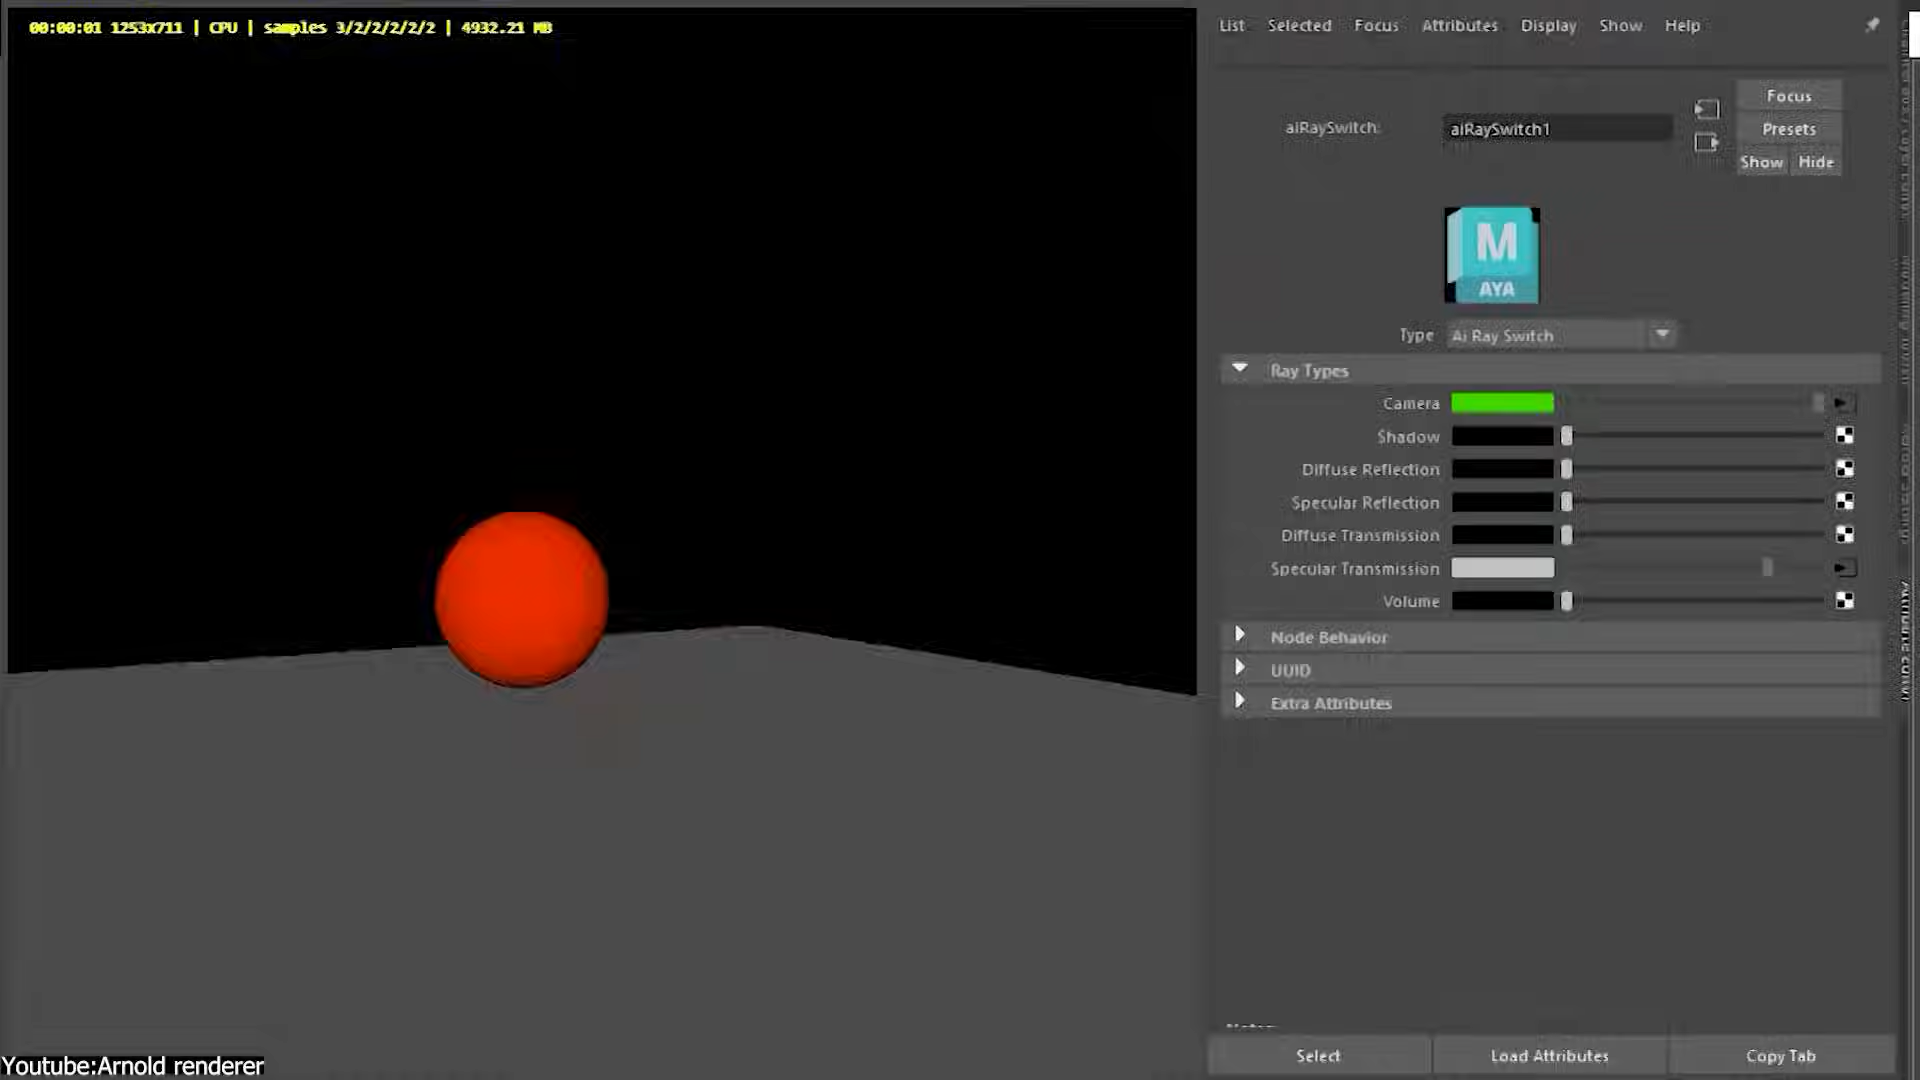 00:00:01 1253x711 | CPU | samples 3/2/2/2/2/2 | 4932.21 MB
List Selected Focus Attributes Display Show Help
Focus
aiRaySwitch: aiRaySwitch1
Presets
Show Hide
M
AYA
Type Ai Ray Switch
Ray Types
Camera
Shadow
Diffuse Reflection
Specular Reflection
Diffuse Transmission
Specular Transmission
Volume
Node Behavior
UUID
Extra Attributes
Select Load Attributes Copy Tab
Youtube:Arnold renderer